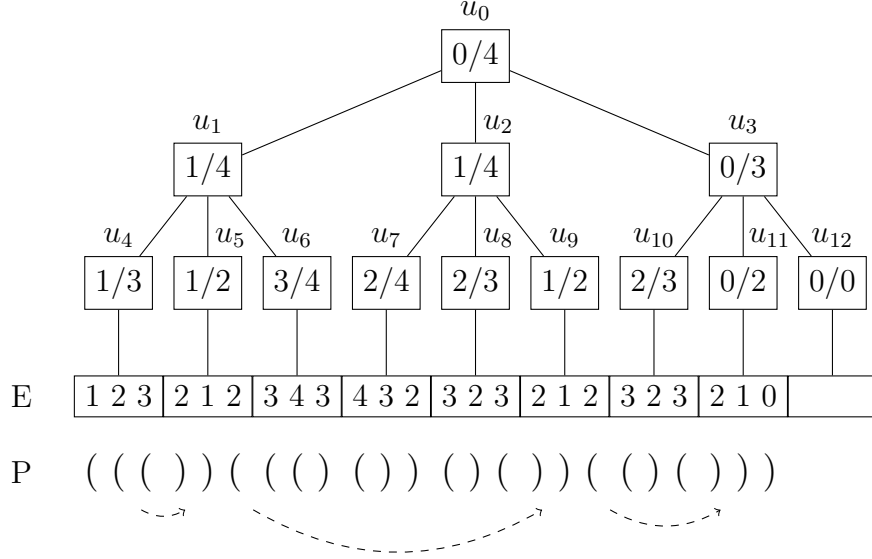 u₀
0/4
u₁ u₂ u₃
1/4 1/4 0/3
u₄ u₅ u₆ u₇ u₈ u₉ u₁₀ u₁₁ u₁₂
1/3 1/2 3/4 2/4 2/3 1/2 2/3 0/2 0/0
E 1 2 3 2 1 2 3 4 3 4 3 2 3 2 3 2 1 2 3 2 3 2 1 0
P ( ( ( ) ) ( ( ( ) ( ) ) ( ) ( ) ) ( ( ) ( ) ) )